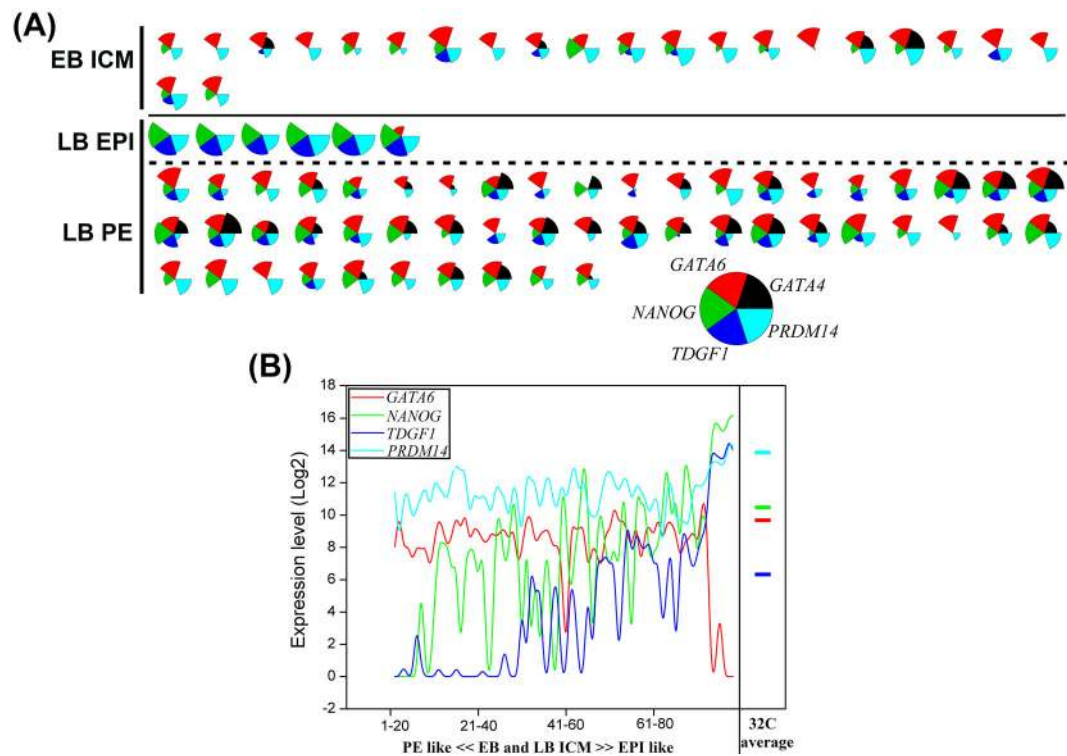 (A)
EB ICM
LB EPI
LB PE
GATA6
GATA4
NANOG
PRDM14
TDGF1
(B)
GATA6
NANOG
TDGF1
PRDM14
Expression level (Log2)
18
16
14
12
10
8
6
4
2
0
-2
1-20
21-40
41-60
61-80
32C
average
PE like << EB and LB ICM >> EPI like